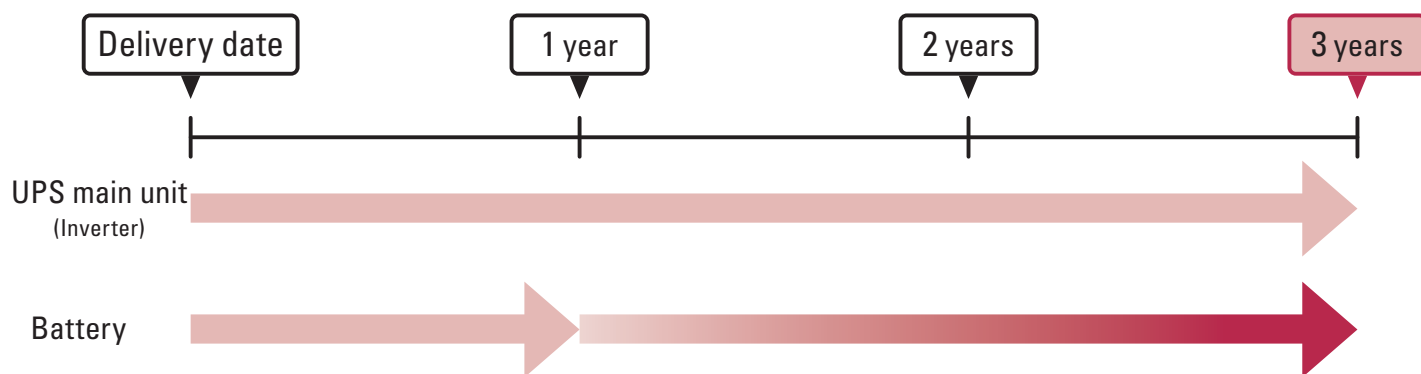 Delivery date
1 year
2 years
3 years
UPS main unit
(Inverter)
Battery